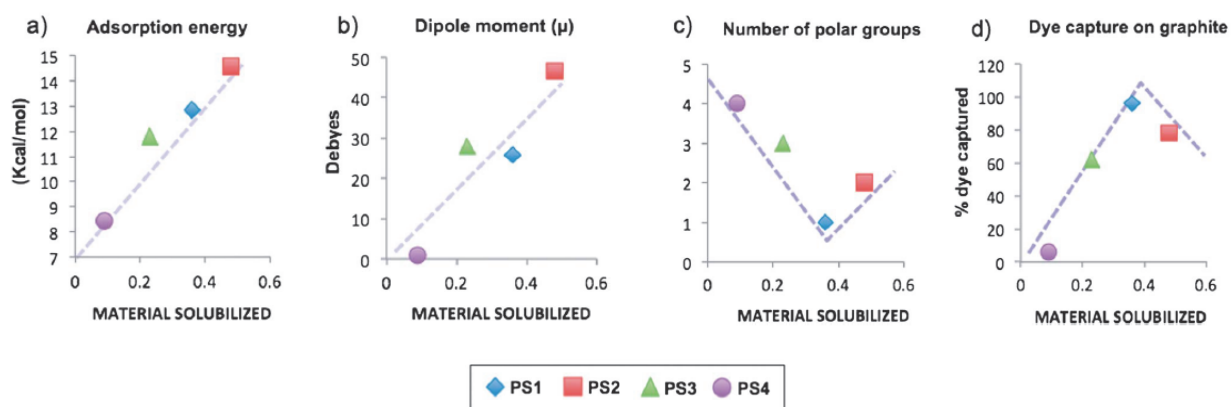 a) Adsorption energy
(Kcal/mol)
15
14
13
12
11
10
9
8
7
0 0.2 0.4 0.6
MATERIAL SOLUBILIZED
b) Dipole moment (µ)
Debyes
50
40
30
20
10
0
0 0.2 0.4 0.6
MATERIAL SOLUBILIZED
c) Number of polar groups
5
4
3
2
1
0
0 0.2 0.4 0.6
MATERIAL SOLUBILIZED
d) Dye capture on graphite
% dye captured
120
100
80
60
40
20
0
0 0.2 0.4 0.6
MATERIAL SOLUBILIZED
PS1 PS2 PS3 PS4